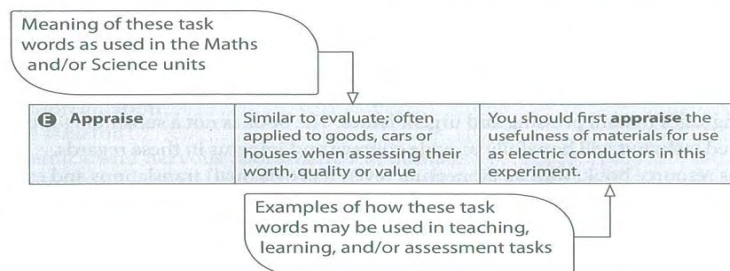 Meaning of these task
words as used in the Maths
and/or Science units
E Appraise
Similar to evaluate; often
applied to goods, cars or
houses when assessing their
worth, quality or value
You should first appraise the
usefulness of materials for use
as electric conductors in this
experiment.
Examples of how these task
words may be used in teaching,
learning, and/or assessment tasks